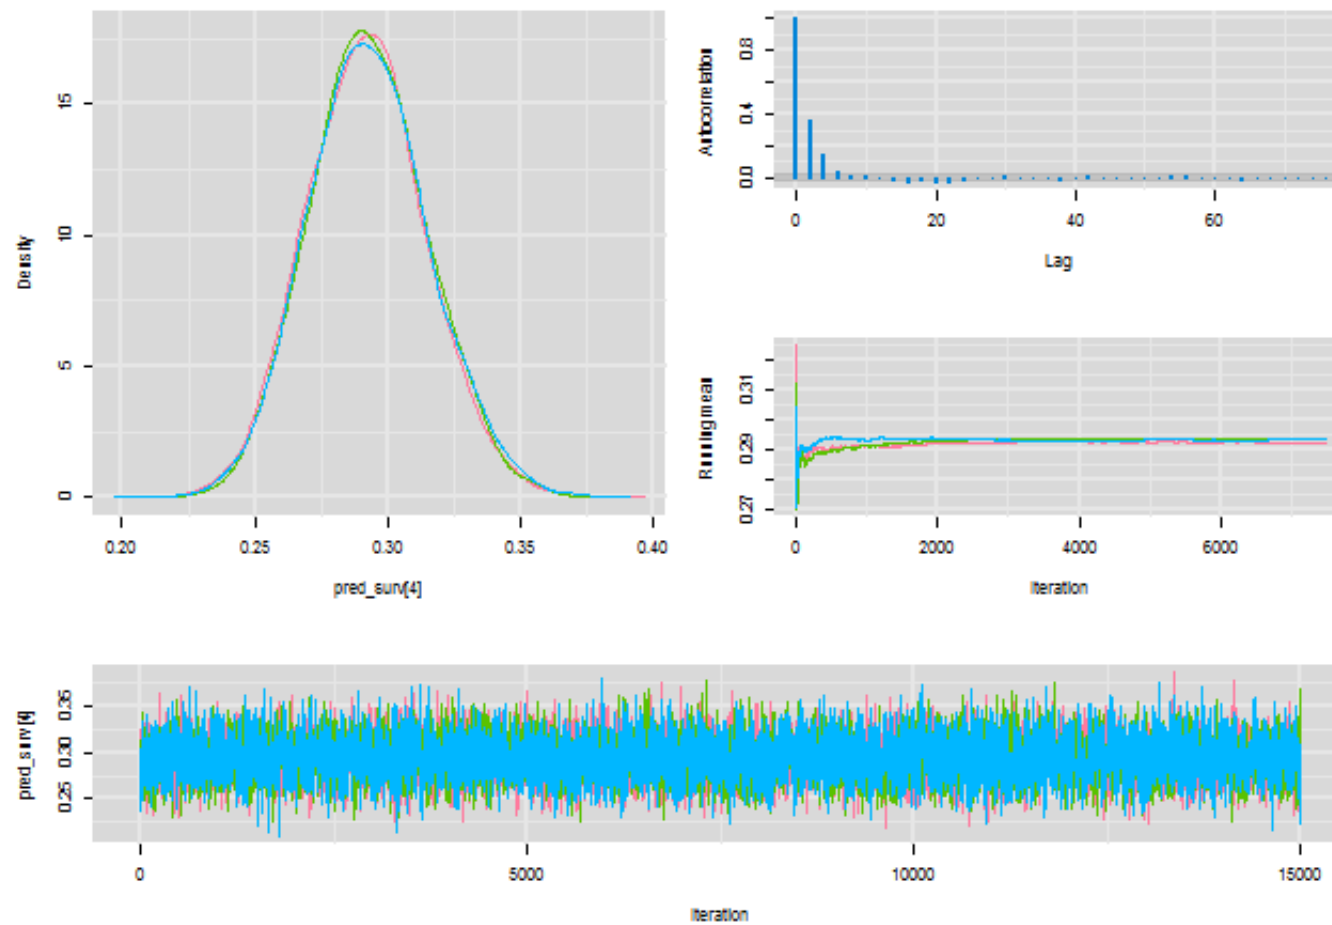 Density
15
10
5
0
0.20 0.25 0.30 0.35 0.40
pred_surv[4]
Autocorrelation
0.8
0.4
0.0
0 20 40 60
Lag
Running mean
0.31
0.29
0.27
0 2000 4000 6000
Iteration
pred_surv[4]
0.35
0.30
0.25
0 5000 10000 15000
Iteration